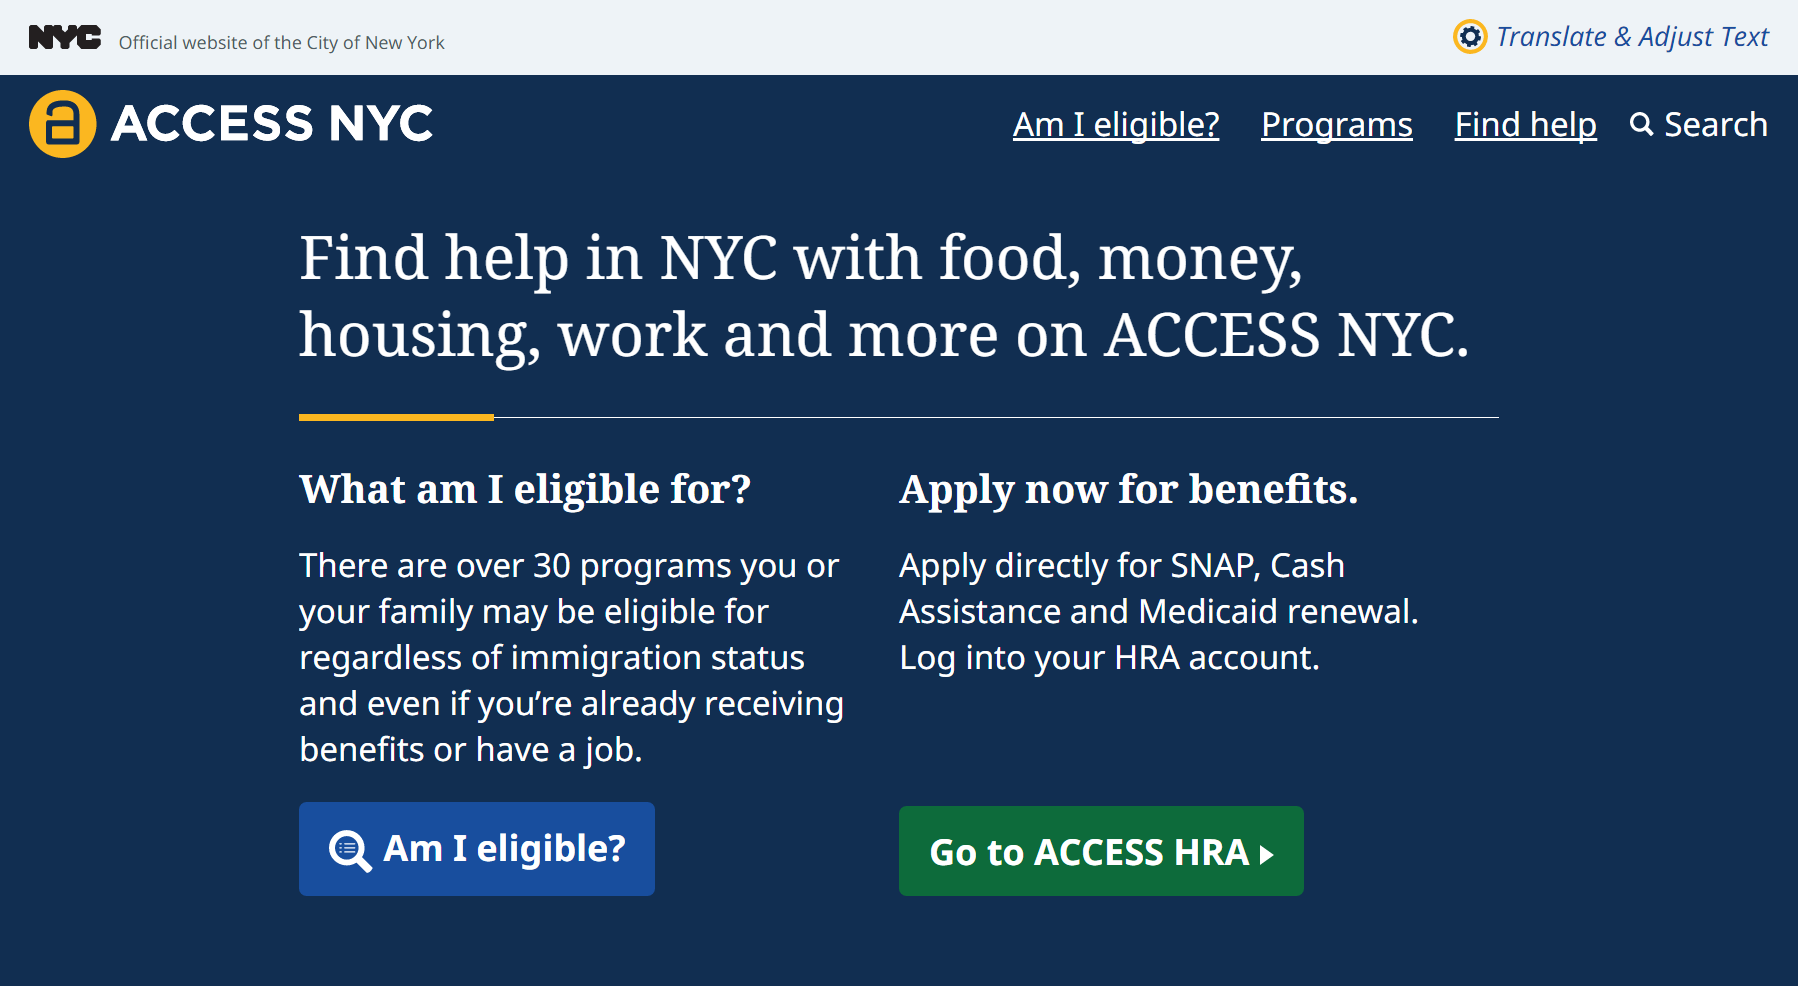 NYC Official website of the City of New York
Translate & Adjust Text
ACCESS NYC
Am I eligible? Programs Find help Search
Find help in NYC with food, money,
housing, work and more on ACCESS NYC.
What am I eligible for?
There are over 30 programs you or
your family may be eligible for
regardless of immigration status
and even if you’re already receiving
benefits or have a job.
Am I eligible?
Apply now for benefits.
Apply directly for SNAP, Cash
Assistance and Medicaid renewal.
Log into your HRA account.
Go to ACCESS HRA